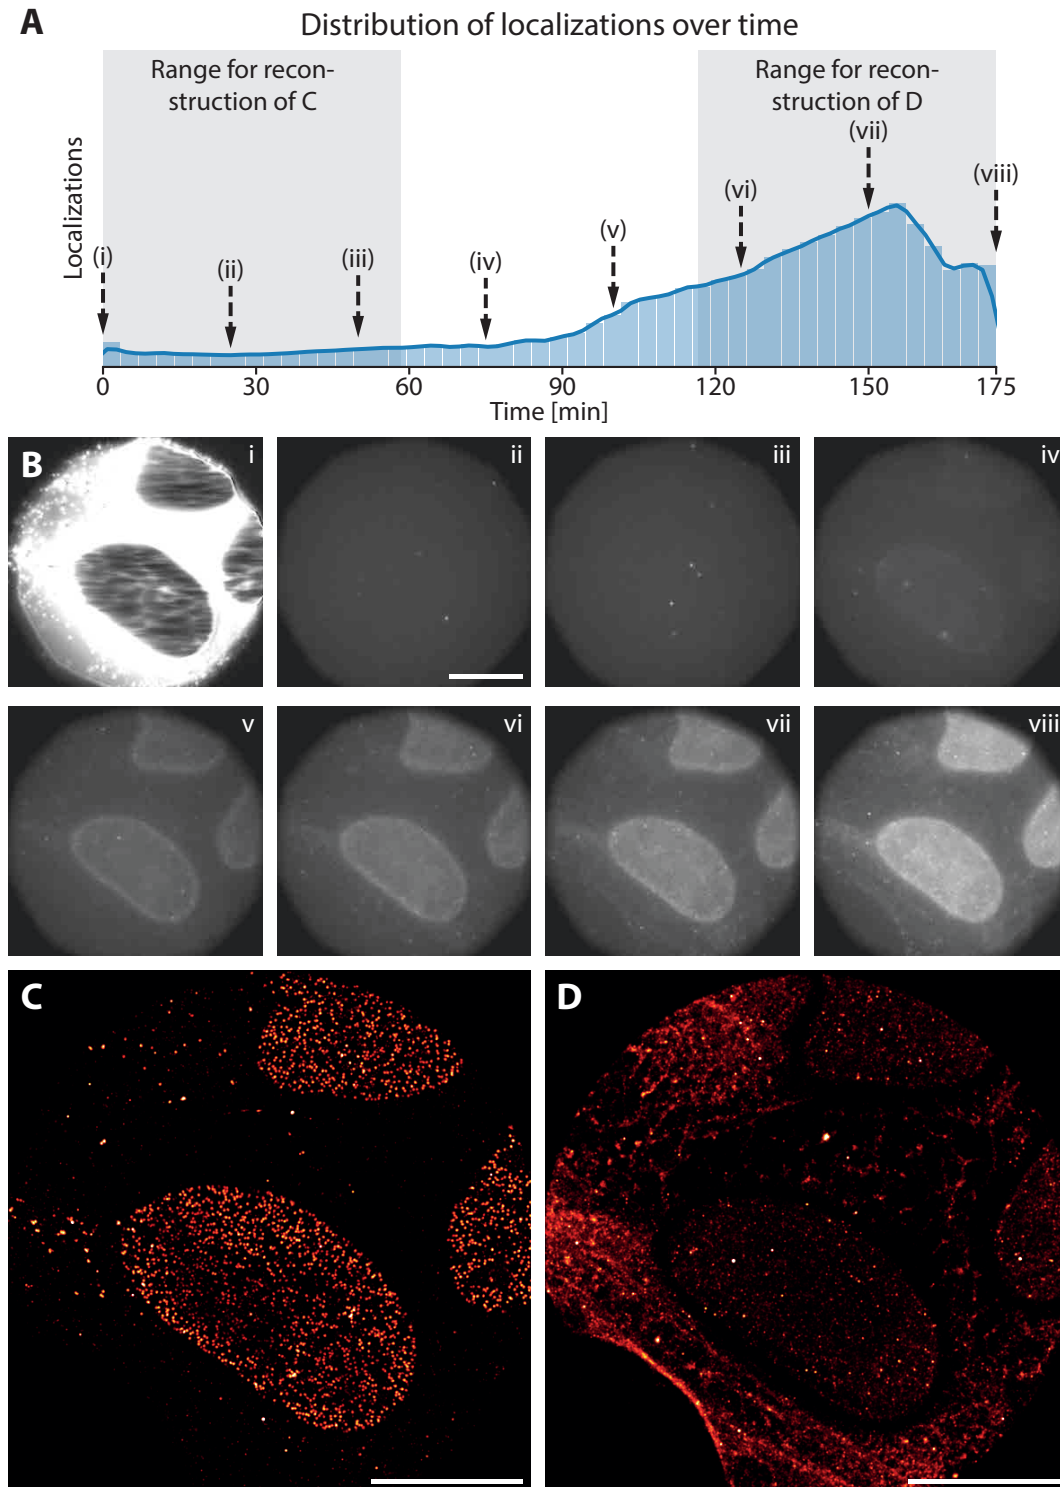 A
Distribution of localizations over time
Range for recon-
struction of C
Range for recon-
struction of D
Localizations
(i)
(ii)
(iii)
(iv)
(v)
(vi)
(vii)
(viii)
0
30
60
90
120
150
175
Time [min]
B
i
ii
iii
iv
v
vi
vii
viii
C
D